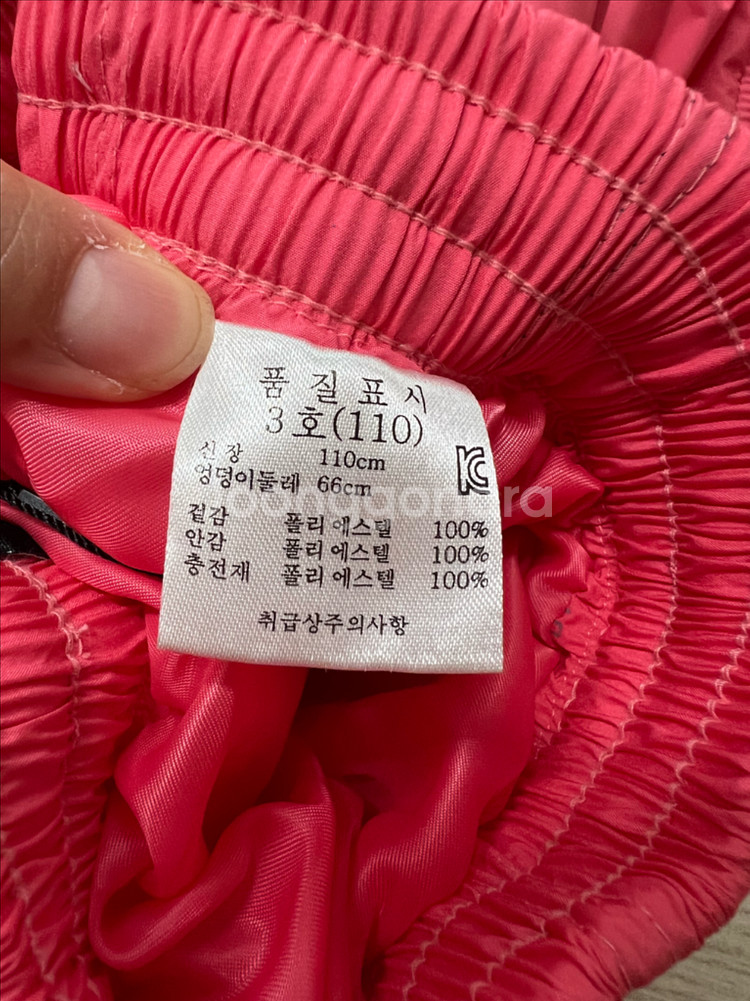 품 질 표 시
3 호(110)
신 장 110cm
엉덩이둘레 66cm
겉감 폴리 에스텔 100%
안감 폴리 에스텔 100%
충전재 폴리 에스텔 100%
취급상주의사항